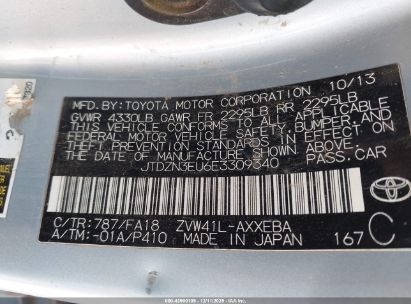 MFD. BY: TOYOTA MOTOR CORPORATION 10/13
GVWR 4330LB GAWR FR 2295LB RR 2295LB
THIS VEHICLE CONFORMS TO ALL APPLICABLE
FEDERAL MOTOR VEHICLE SAFETY, BUMPER, AND
THEFT PREVENTION STANDARDS IN EFFECT ON
THE DATE OF MANUFACTURE SHOWN ABOVE.
JTDZN3EU6E3309340 PASS. CAR
C/TR: 787/FA18 ZVW41L-AXXEBA
A/TM: -01A/P410 MADE IN JAPAN 167 C
TOYOTA